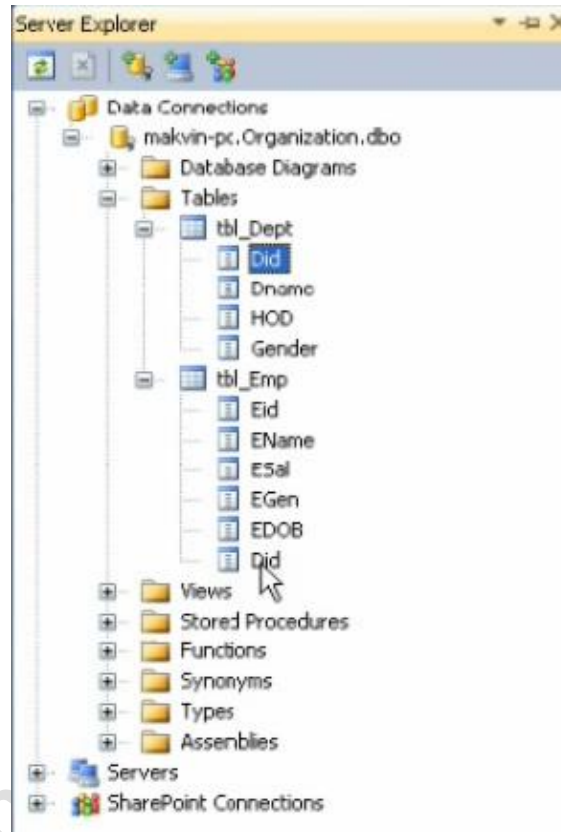 Server Explorer
Data Connections
makvin-pc.Organization.dbo
Database Diagrams
Tables
tbl_Dept
Did
Dname
HOD
Gender
tbl_Emp
Eid
EName
ESal
EGen
EDOB
Did
Views
Stored Procedures
Functions
Synonyms
Types
Assemblies
Servers
SharePoint Connections